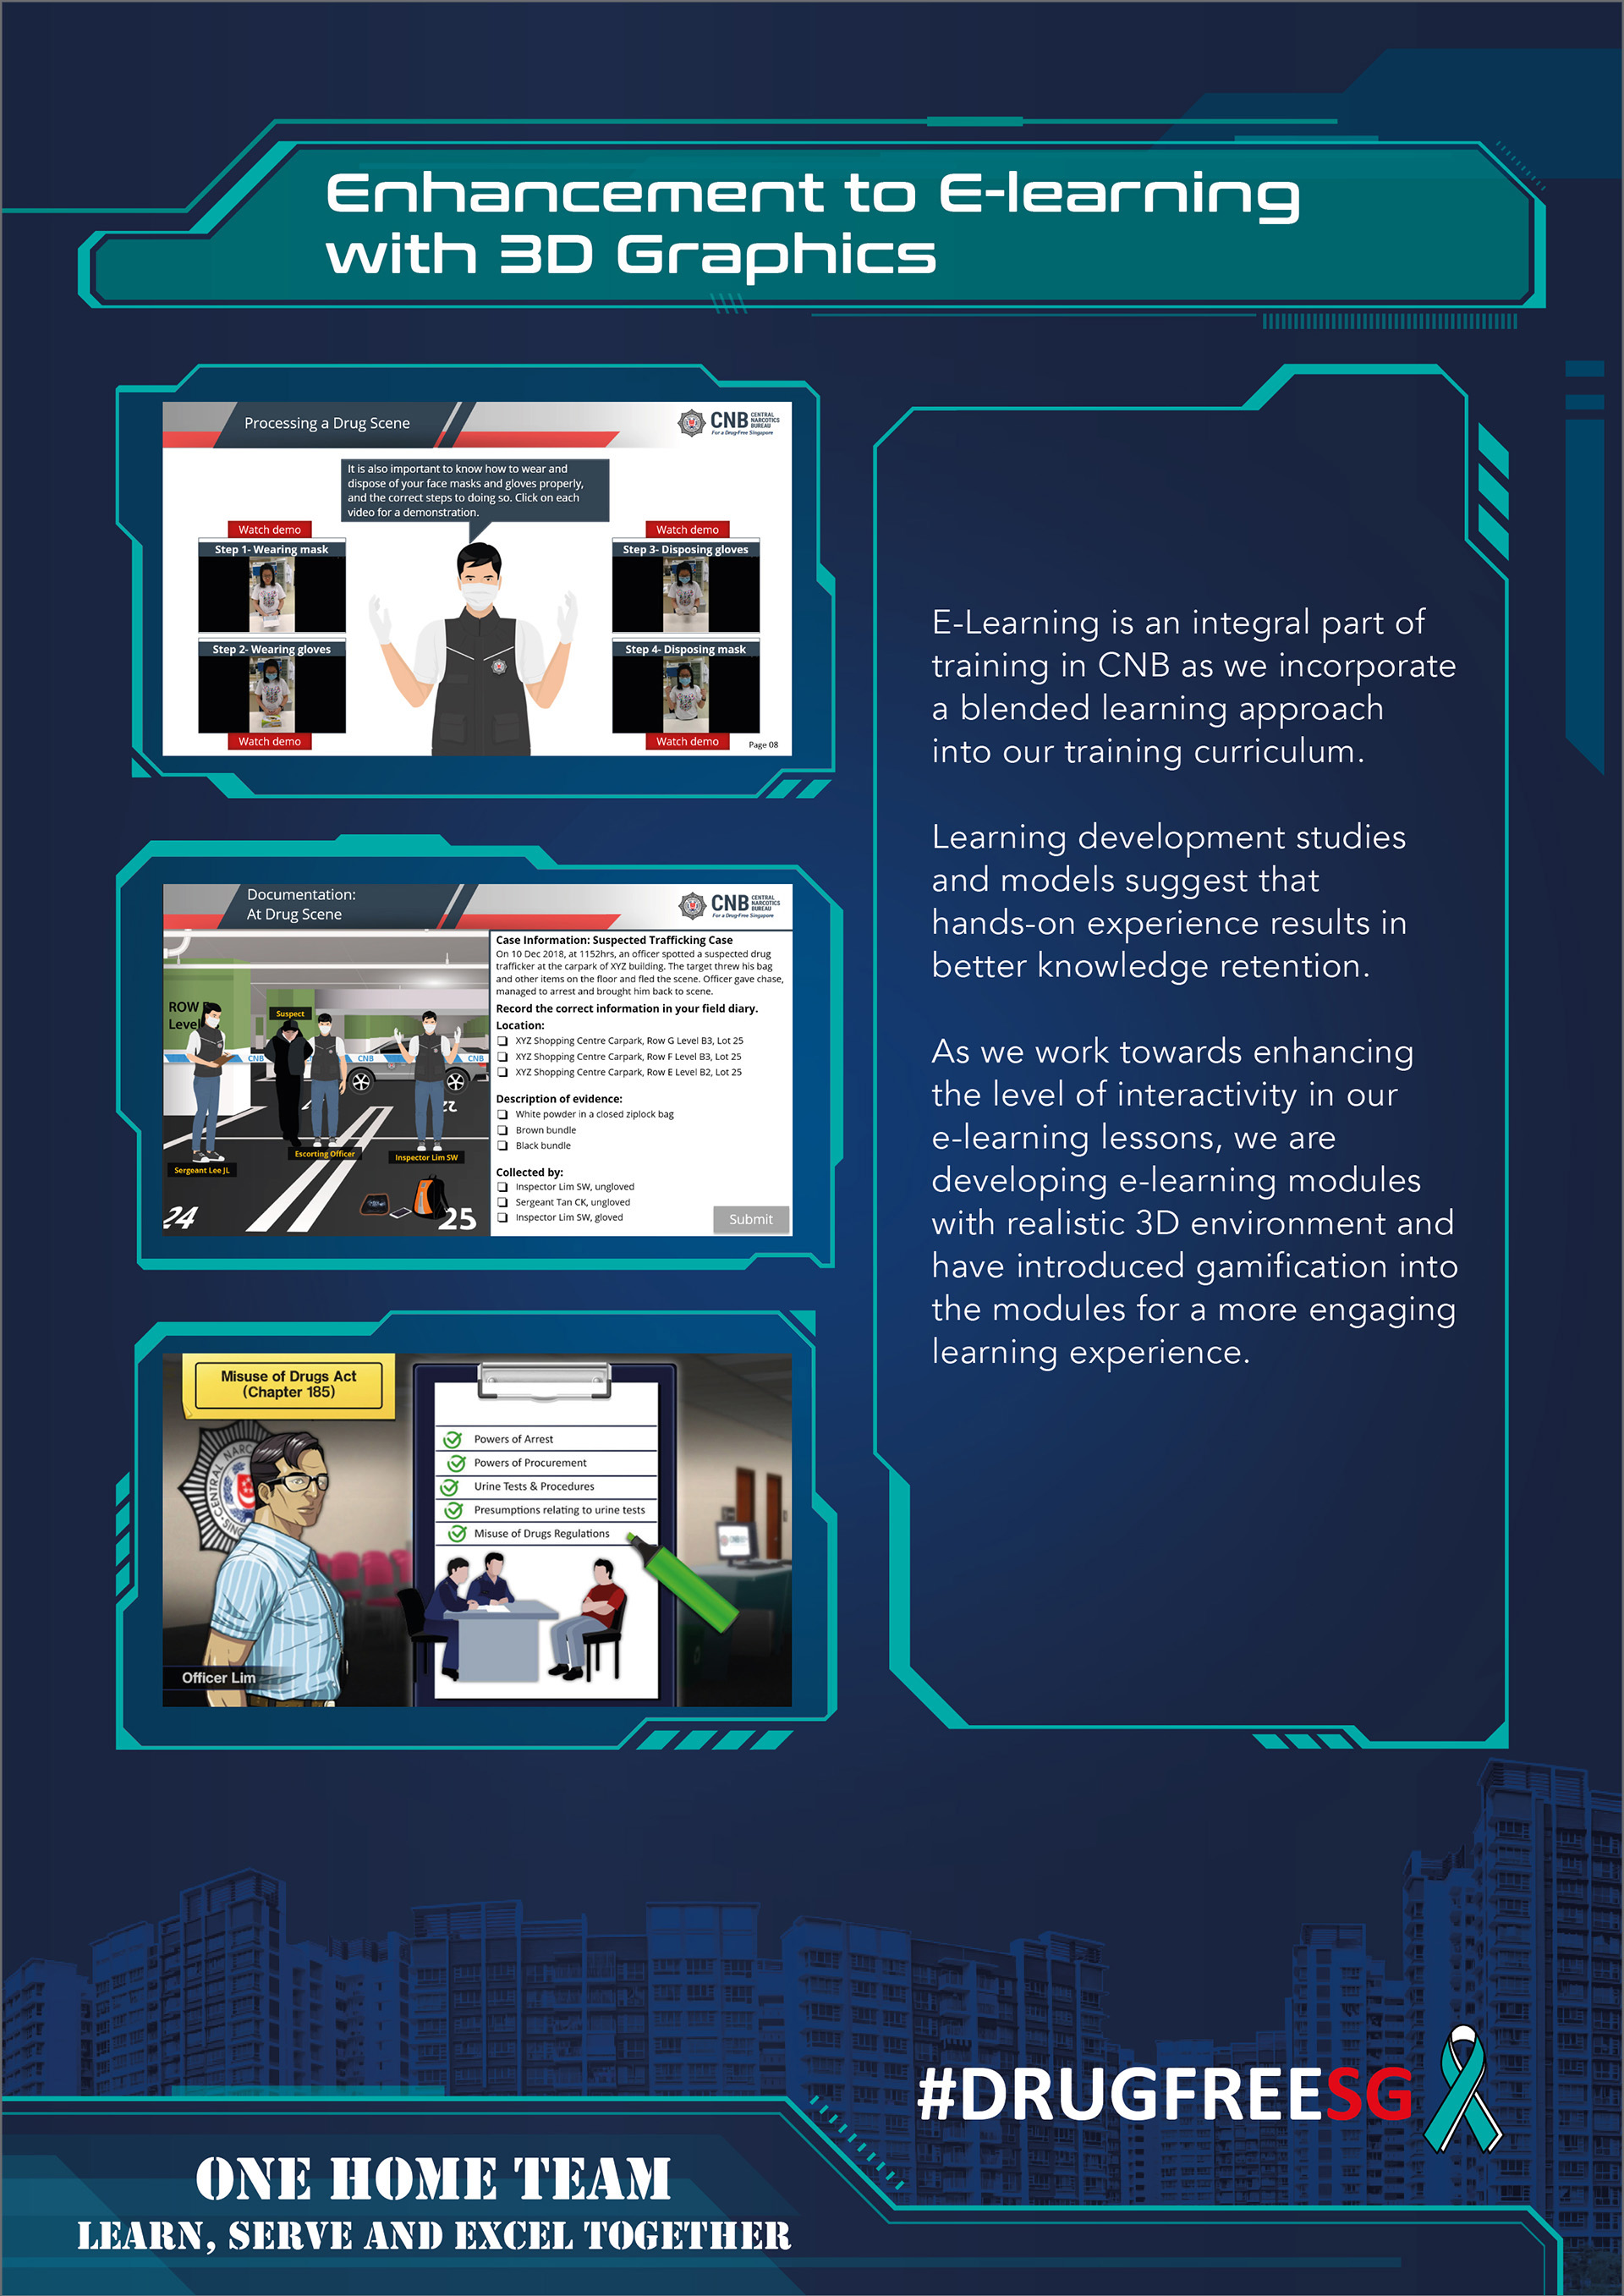 Enhancement to E-learning
with 3D Graphics
Processing a Drug Scene
CNB CENTRAL
NARCOTICS
BUREAU
For a Drug-Free Singapore
It is also important to know how to wear and
dispose of your face masks and gloves properly,
and the correct steps to doing so. Click on each
video for a demonstration.
Watch demo
Step 1- Wearing mask
Step 2- Wearing gloves
Watch demo
Watch demo
Step 3- Disposing gloves
Step 4- Disposing mask
Watch demo
Page 08
Documentation:
At Drug Scene
CNB CENTRAL
NARCOTICS
BUREAU
For a Drug-Free Singapore
ROW
Level
Suspect
CNB
CNB
CNB
Escorting Officer
Inspector Lim SW
Sergeant Lee JL
22
24
25
Case Information: Suspected Trafficking Case
On 10 Dec 2018, at 1152hrs, an officer spotted a suspected drug
trafficker at the carpark of XYZ building. The target threw his bag
and other items on the floor and fled the scene. Officer gave chase,
managed to arrest and brought him back to scene.
Record the correct information in your field diary.
Location:
XYZ Shopping Centre Carpark, Row G Level B3, Lot 25
XYZ Shopping Centre Carpark, Row F Level B3, Lot 25
XYZ Shopping Centre Carpark, Row E Level B2, Lot 25
Description of evidence:
White powder in a closed ziplock bag
Brown bundle
Black bundle
Collected by:
Inspector Lim SW, ungloved
Sergeant Tan CK, ungloved
Inspector Lim SW, gloved
Submit
Misuse of Drugs Act
(Chapter 185)
CENTRAL NARC
SING
Officer Lim
Powers of Arrest
Powers of Procurement
Urine Tests & Procedures
Presumptions relating to urine tests
Misuse of Drugs Regulations
CNB
E-Learning is an integral part of
training in CNB as we incorporate
a blended learning approach
into our training curriculum.
Learning development studies
and models suggest that
hands-on experience results in
better knowledge retention.
As we work towards enhancing
the level of interactivity in our
e-learning lessons, we are
developing e-learning modules
with realistic 3D environment and
have introduced gamification into
the modules for a more engaging
learning experience.
#DRUGFREESG
ONE HOME TEAM
LEARN, SERVE AND EXCEL TOGETHER